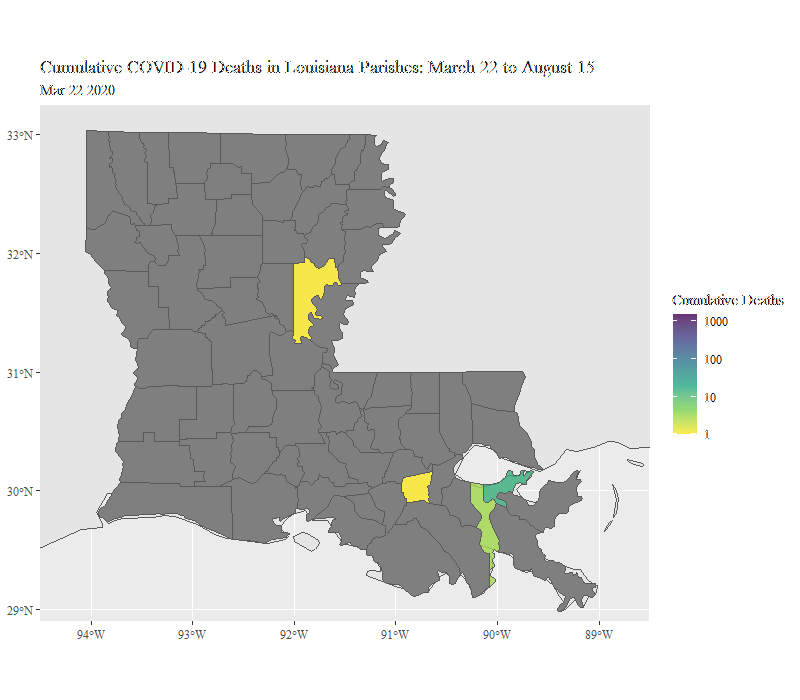 Cumulative COVID-19 Deaths in Louisiana Parishes: March 22 to August 15
Mar 22 2020
33°N
32°N
31°N
30°N
29°N
94°W
93°W
92°W
91°W
90°W
89°W
Cumulative Deaths
1000
100
10
1